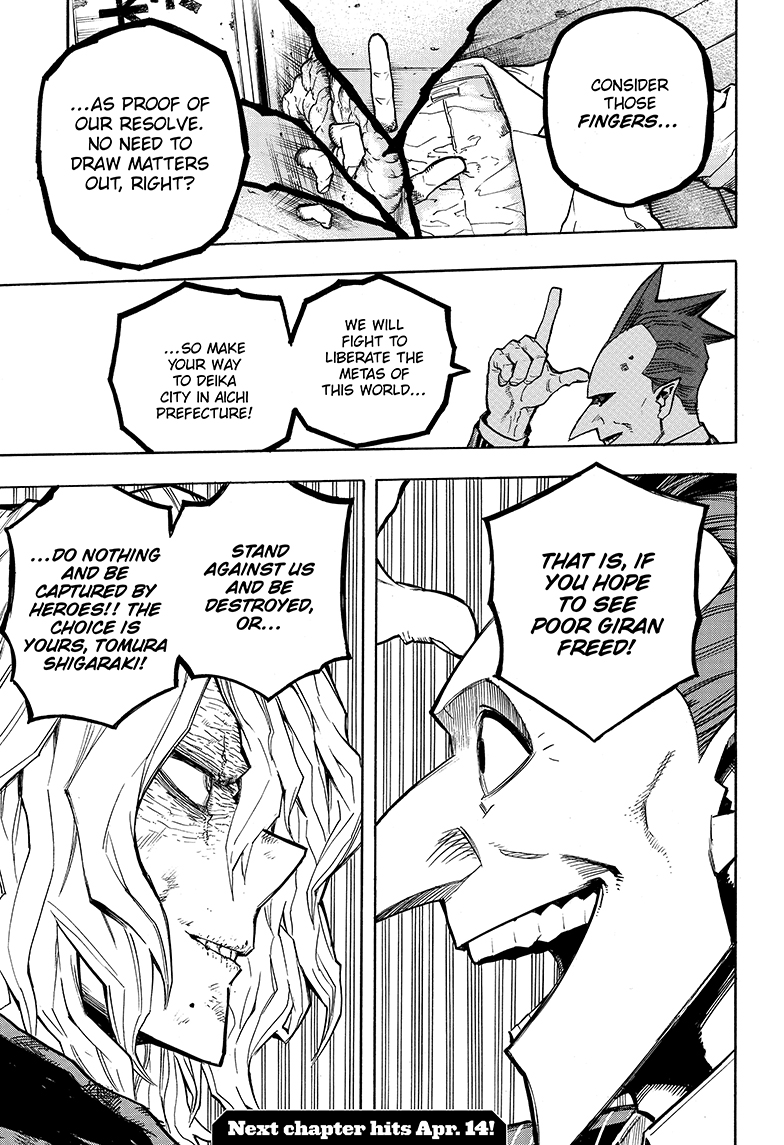 CONSIDER
THOSE
FINGERS...
...AS PROOF OF
OUR RESOLVE.
NO NEED TO
DRAW MATTERS
OUT, RIGHT?
WE WILL
FIGHT TO
LIBERATE THE
METAS OF
THIS WORLD...
...SO MAKE
YOUR WAY
TO DEIKA
CITY IN AICHI
PREFECTURE!
THAT IS, IF
YOU HOPE
TO SEE
POOR GIRAN
FREED!
STAND
AGAINST US
AND BE
DESTROYED,
OR...
...DO NOTHING
AND BE
CAPTURED BY
HEROES!! THE
CHOICE IS
YOURS, TOMURA
SHIGARAKI!
Next chapter hits Apr. 14!